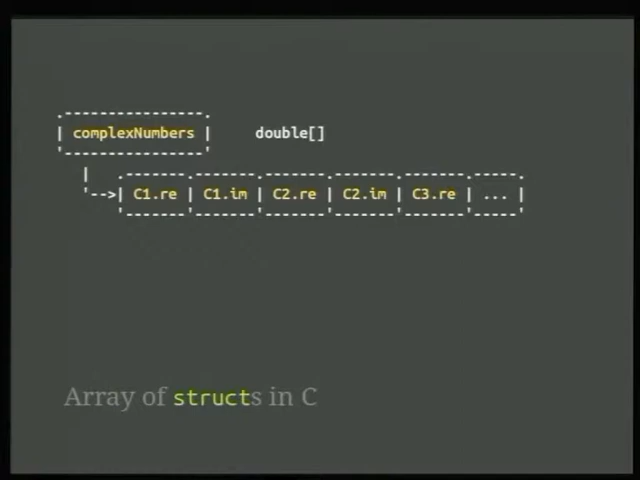 .----------------.
| complexNumbers |     double[]
'----------------'
   |   .-------.-------.-------.-------.-------.-----.
   '-->| C1.re | C1.im | C2.re | C2.im | C3.re | ... |
       '-------'-------'-------'-------'-------'-----'
Array of structs in C